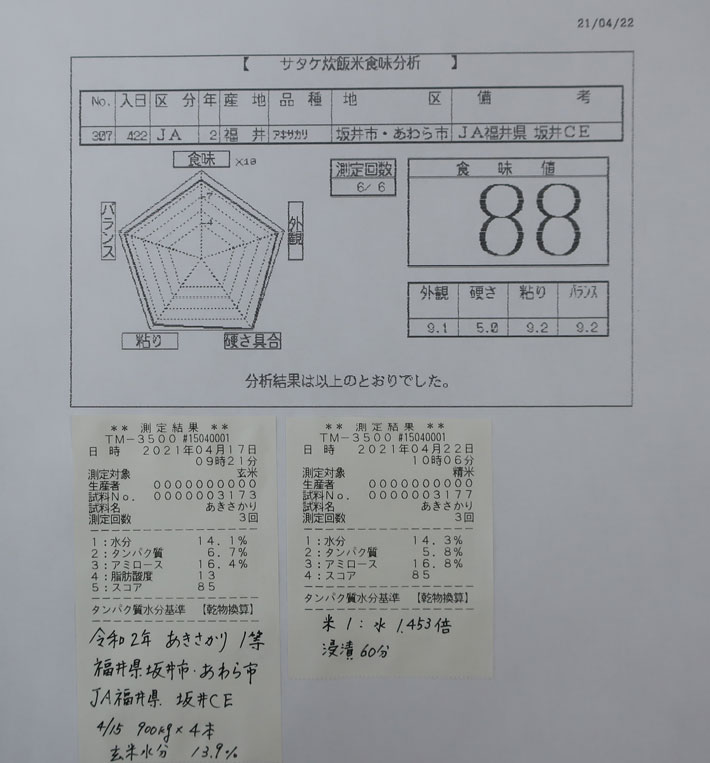 21/04/22
【 サタケ炊飯米食味分析 】
No. 入日 区分 年 産地 品種 地区 備考
307 422 JA 2 福井 アキサカリ 坂井市・あわら市 JA福井県 坂井CE
食味 ×10
7
4
バランス
外観
粘り
硬さ具合
測定回数
6/ 6
食味値
88
外観 硬さ 粘り バランス
9.1 5.0 9.2 9.2
分析結果は以上のとおりでした。
** 測定結果 **
TM-3500 #15040001
日 時 2021年04月17日
09時21分
測定対象 玄米
生産者 0000000000
試料No. 0000003173
試料名 あきさかり
測定回数 3回
1:水分 14.1%
2:タンパク質 6.7%
3:アミロース 16.4%
4:脂肪酸度 13
5:スコア 85
タンパク質水分基準 【乾物換算】
令和2年 あきさかり 1等
福井県坂井市・あわら市
JA福井県 坂井CE
4/15 900kg×4本
玄米水分 13.9%
** 測定結果 **
TM-3500 #15040001
日 時 2021年04月22日
10時06分
測定対象 精米
生産者 0000000000
試料No. 0000003177
試料名 あきさかり
測定回数 3回
1:水分 14.3%
2:タンパク質 5.8%
3:アミロース 16.8%
4:スコア 85
タンパク質水分基準 【乾物換算】
米 1:水 1.453倍
浸漬 60分